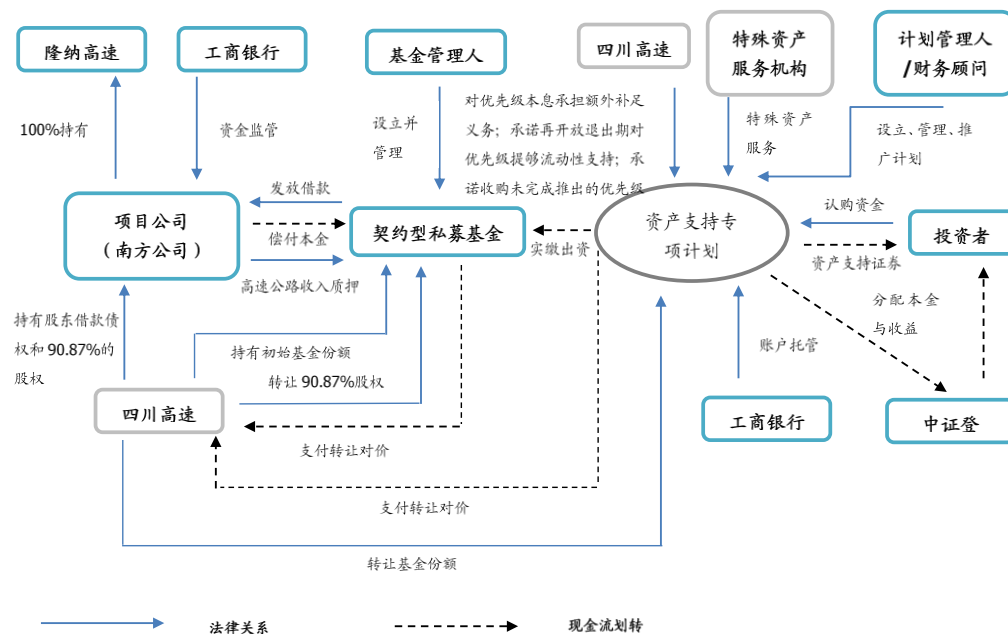 隆纳高速
工商银行
基金管理人
四川高速
特殊资产
服务机构
计划管理人
/财务顾问
100%持有
资金监管
设立并
管理
对优先级本息承担额外补足
义务；承诺再开放退出期对
优先级提够流动性支持；承
诺收购未完成推出的优先级
特殊资产
服务
设立、管理、推
广计划
发放借款
项目公司
（南方公司）
偿付本金
高速公路收入质押
契约型私募基金
实缴出资
资产支持专
项计划
认购资金
资产支持证券
投资者
持有股东借款债
权和 90.87%的
股权
持有初始基金份额
转让 90.87%股权
账户托管
分配本金
与收益
四川高速
工商银行
中证登
支付转让对价
支付转让对价
转让基金份额
法律关系
现金流划转